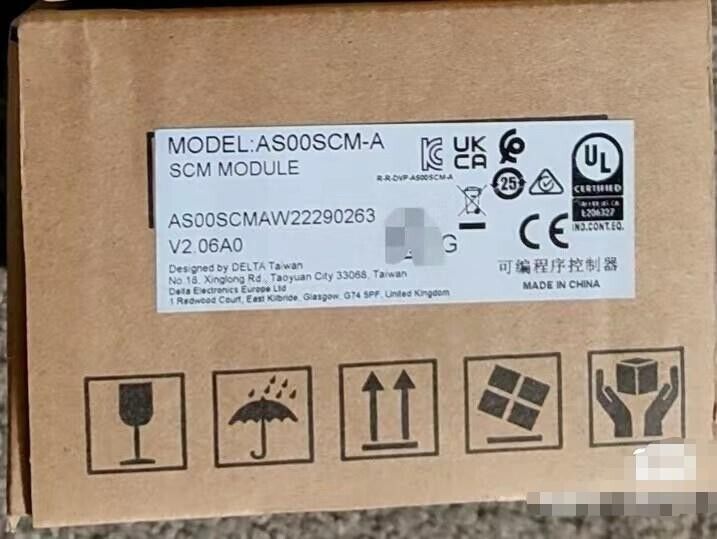 MODEL:AS00SCM-A
SCM MODULE
R-R-DVP-AS00SCM-A
UK
CA
25
UL
CERTIFIED
E206327
IND.CONT.EQ.
AS00SCMAW22290263
V2.06A0
G
CE
Designed by DELTA Taiwan
No.18, Xinglong Rd., Taoyuan City 33068, Taiwan
Delta Electronics Europe Ltd
1 Redwood Court, East Kilbride, Glasgow, G74 5PF, United Kingdom
可编程序控制器
MADE IN CHINA